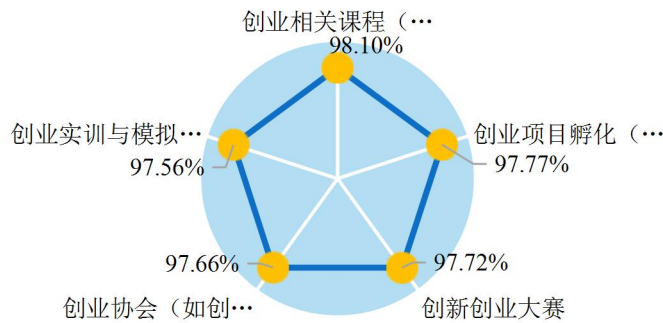 创业相关课程（…
98.10%
创业实训与模拟…
97.56%
创业项目孵化（…
97.77%
97.66%
创业协会（如创…
97.72%
创新创业大赛